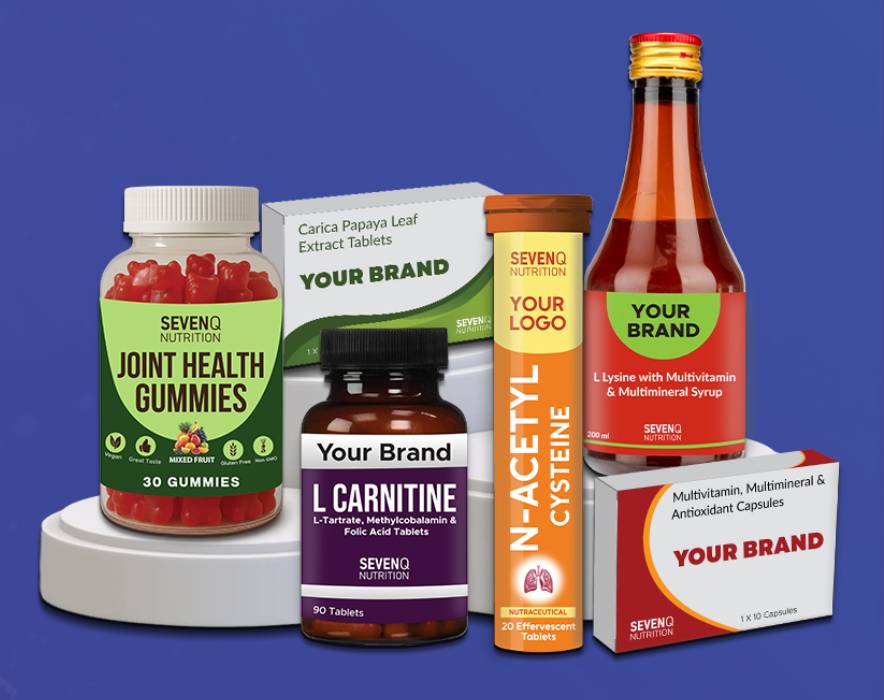 SEVENQ
NUTRITION
JOINT HEALTH
GUMMIES
Vegan
Great Taste
MIXED FRUIT
Gluten Free
Non-GMO
30 GUMMIES
Carica Papaya Leaf
Extract Tablets
YOUR BRAND
SEVENQ
NUTRITION
1 X
Your Brand
L CARNITINE
L-Tartrate, Methylcobalamin &
Folic Acid Tablets
SEVENQ
NUTRITION
90 Tablets
SEVENQ
NUTRITION
YOUR
LOGO
N-ACETYL
CYSTEINE
NUTRACEUTICAL
20 Effervescent
Tablets
YOUR
BRAND
L Lysine with Multivitamin
& Multimineral Syrup
SEVENQ
NUTRITION
200 ml
Multivitamin, Multimineral &
Antioxidant Capsules
YOUR BRAND
1 X 10 Capsules
SEVENQ
NUTRITION